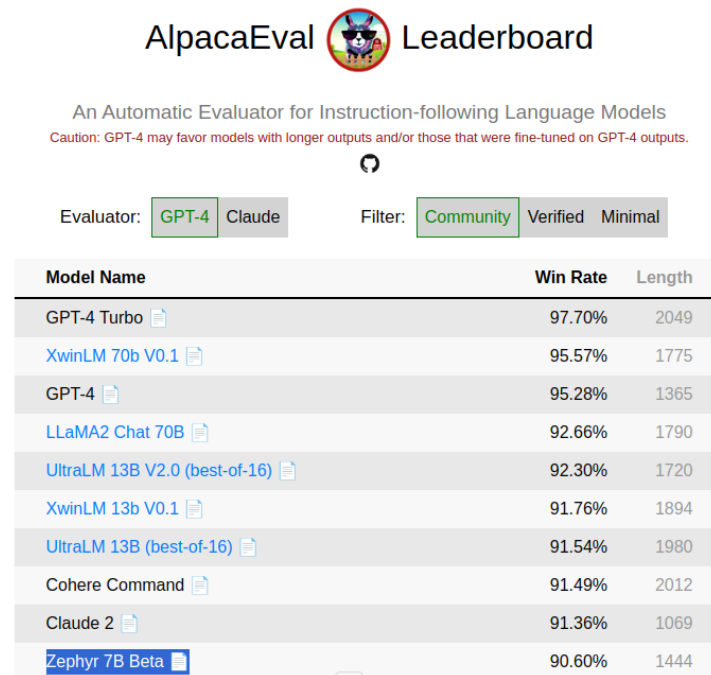 AlpacaEval Leaderboard
An Automatic Evaluator for Instruction-following Language Models
Caution: GPT-4 may favor models with longer outputs and/or those that were fine-tuned on GPT-4 outputs.
Evaluator: GPT-4 Claude Filter: Community Verified Minimal
Model Name Win Rate Length
GPT-4 Turbo 97.70% 2049
XwinLM 70b V0.1 95.57% 1775
GPT-4 95.28% 1365
LLaMA2 Chat 70B 92.66% 1790
UltraLM 13B V2.0 (best-of-16) 92.30% 1720
XwinLM 13b V0.1 91.76% 1894
UltraLM 13B (best-of-16) 91.54% 1980
Cohere Command 91.49% 2012
Claude 2 91.36% 1069
Zephyr 7B Beta 90.60% 1444